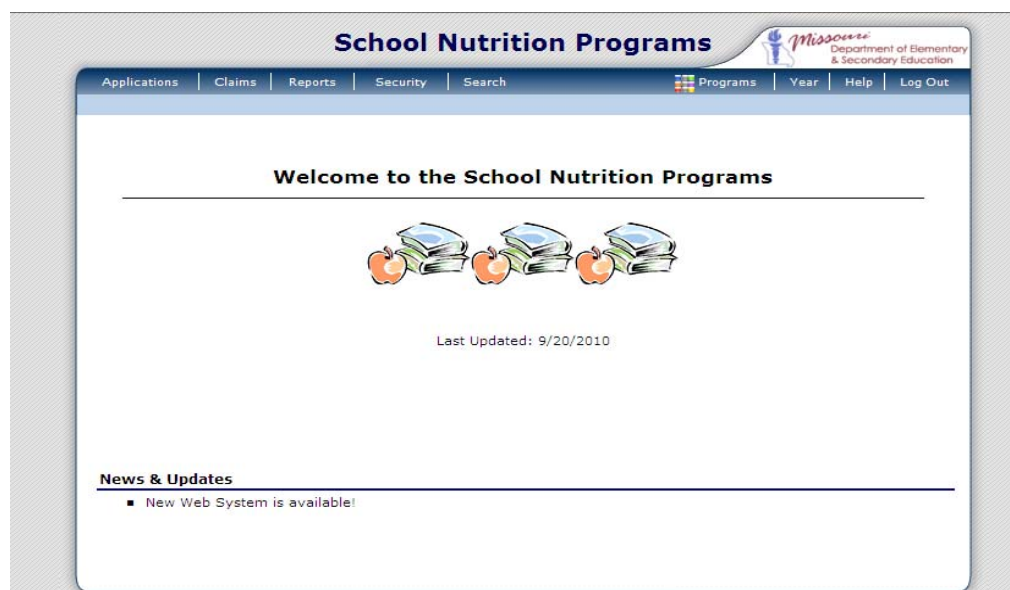 School Nutrition Programs
Missouri
Department of Elementary
& Secondary Education
Applications Claims Reports Security Search Programs Year Help Log Out
Welcome to the School Nutrition Programs
Last Updated: 9/20/2010
News & Updates
New Web System is available!